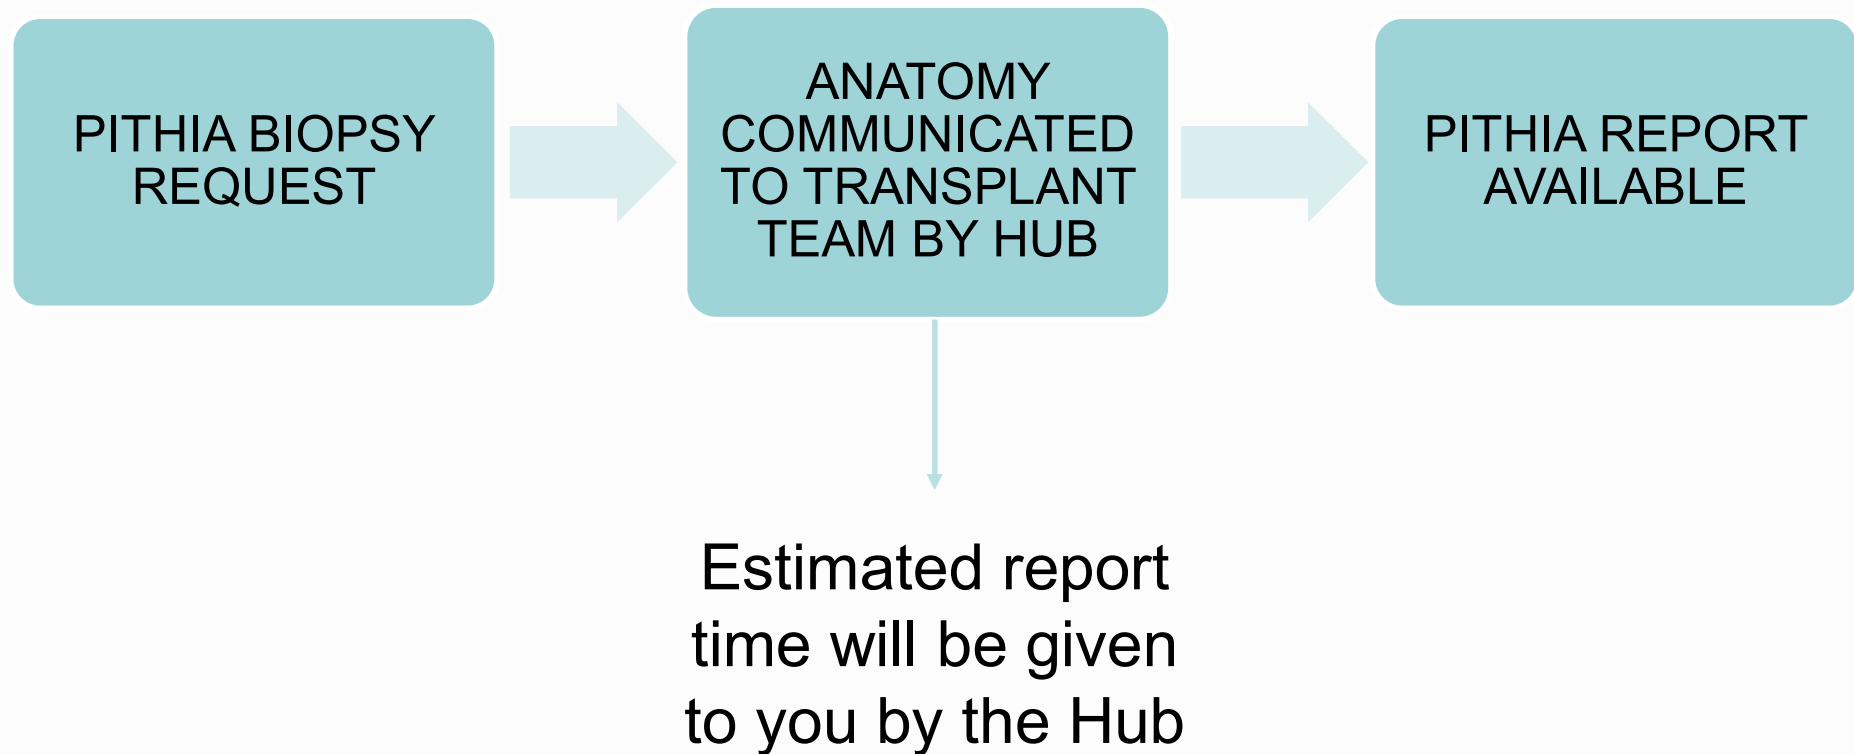 PITHIA BIOPSY
REQUEST
ANATOMY
COMMUNICATED
TO TRANSPLANT
TEAM BY HUB
PITHIA REPORT
AVAILABLE
Estimated report
time will be given
to you by the Hub